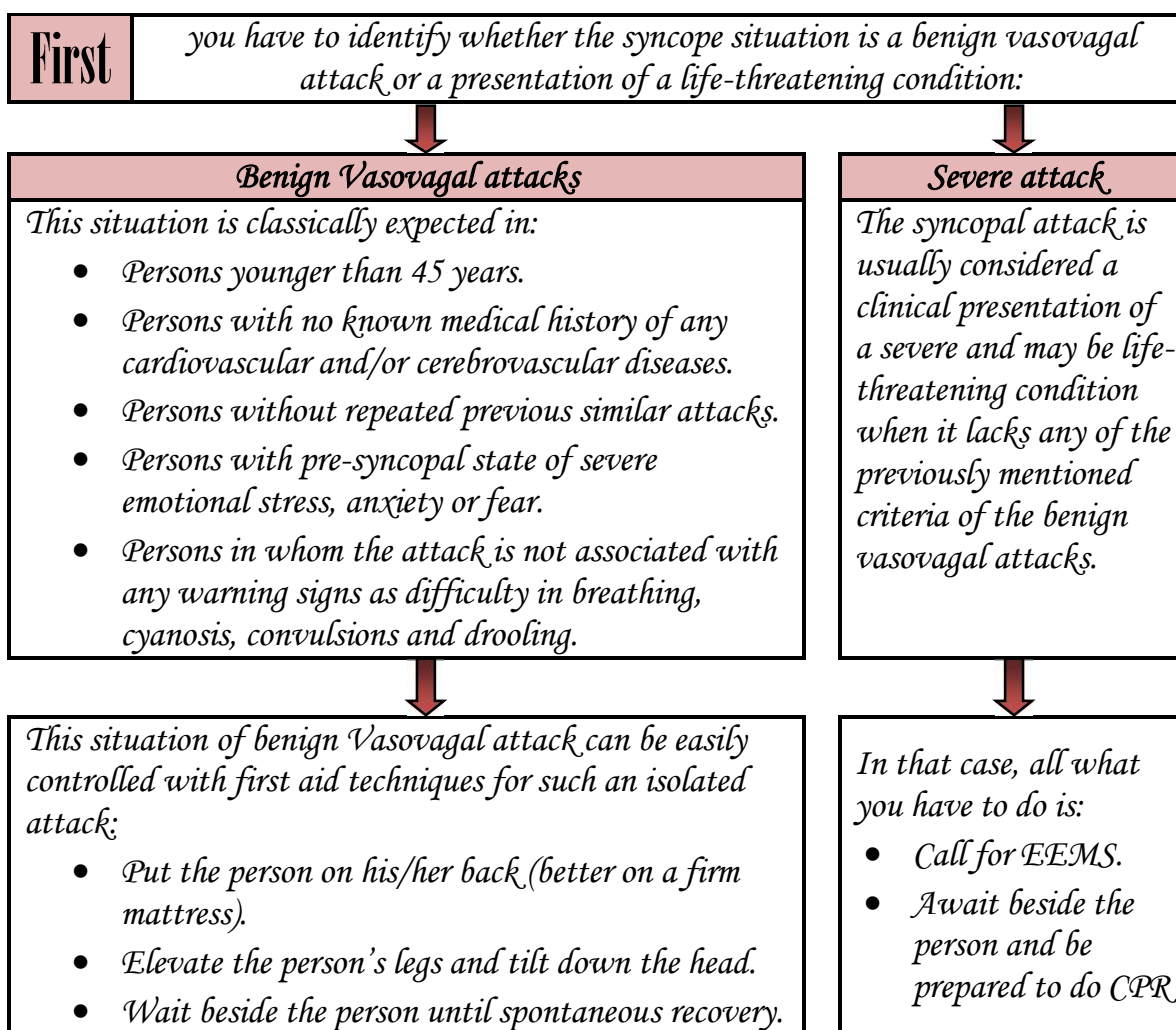 First
you have to identify whether the syncope situation is a benign vasovagal
attack or a presentation of a life-threatening condition:
Benign Vasovagal attacks
This situation is classically expected in:
• Persons younger than 45 years.
• Persons with no known medical history of any
cardiovascular and/or cerebrovascular diseases.
• Persons without repeated previous similar attacks.
• Persons with pre-syncopal state of severe
emotional stress, anxiety or fear.
• Persons in whom the attack is not associated with
any warning signs as difficulty in breathing,
cyanosis, convulsions and drooling.
Severe attack
The syncopal attack is
usually considered a
clinical presentation of
a severe and may be life-
threatening condition
when it lacks any of the
previously mentioned
criteria of the benign
vasovagal attacks.
This situation of benign Vasovagal attack can be easily
controlled with first aid techniques for such an isolated
attack:
• Put the person on his/her back (better on a firm
mattress).
• Elevate the person's legs and tilt down the head.
• Wait beside the person until spontaneous recovery.
In that case, all what
you have to do is:
• Call for EEMS.
• Await beside the
person and be
prepared to do CPR